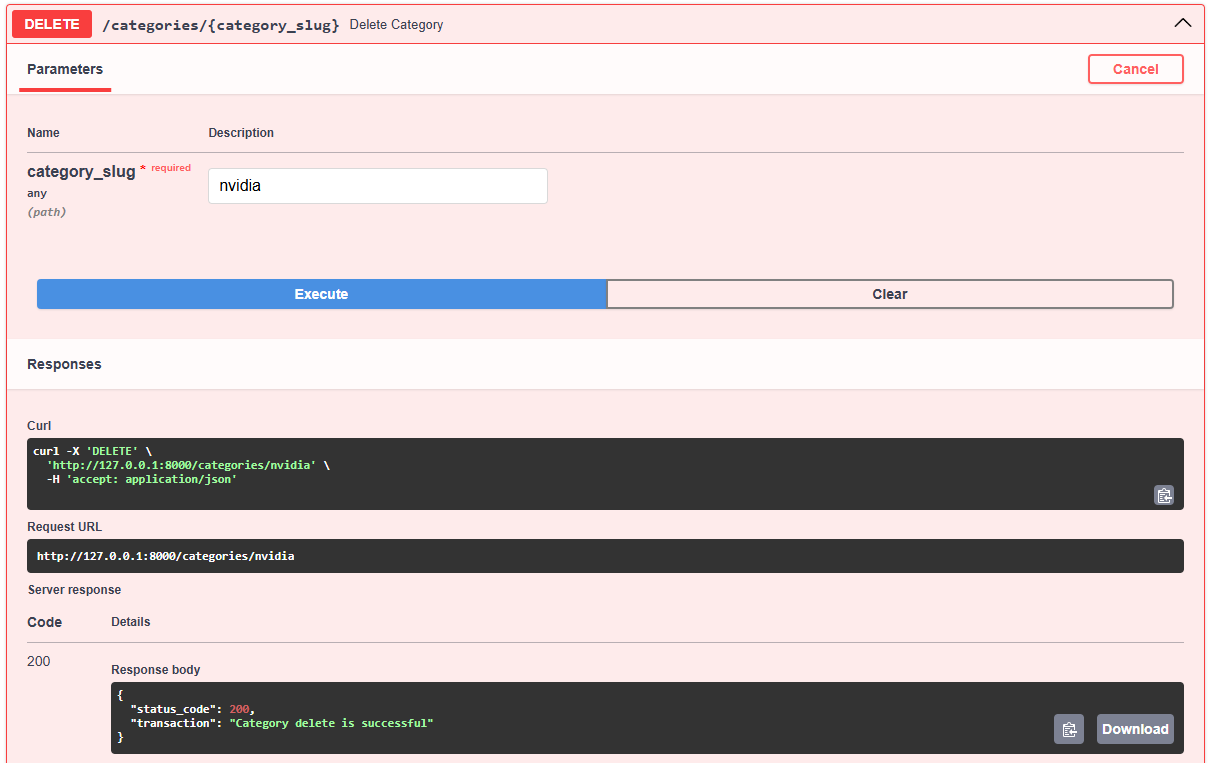 DELETE /categories/{category_slug} Delete Category
Parameters Cancel
Name Description
category_slug * required
any
(path)
nvidia
Execute Clear
Responses
Curl
curl -X 'DELETE' \
  'http://127.0.0.1:8000/categories/nvidia' \
  -H 'accept: application/json'
Request URL
http://127.0.0.1:8000/categories/nvidia
Server response
Code Details
200
Response body
{
  "status_code": 200,
  "transaction": "Category delete is successful"
}
Download